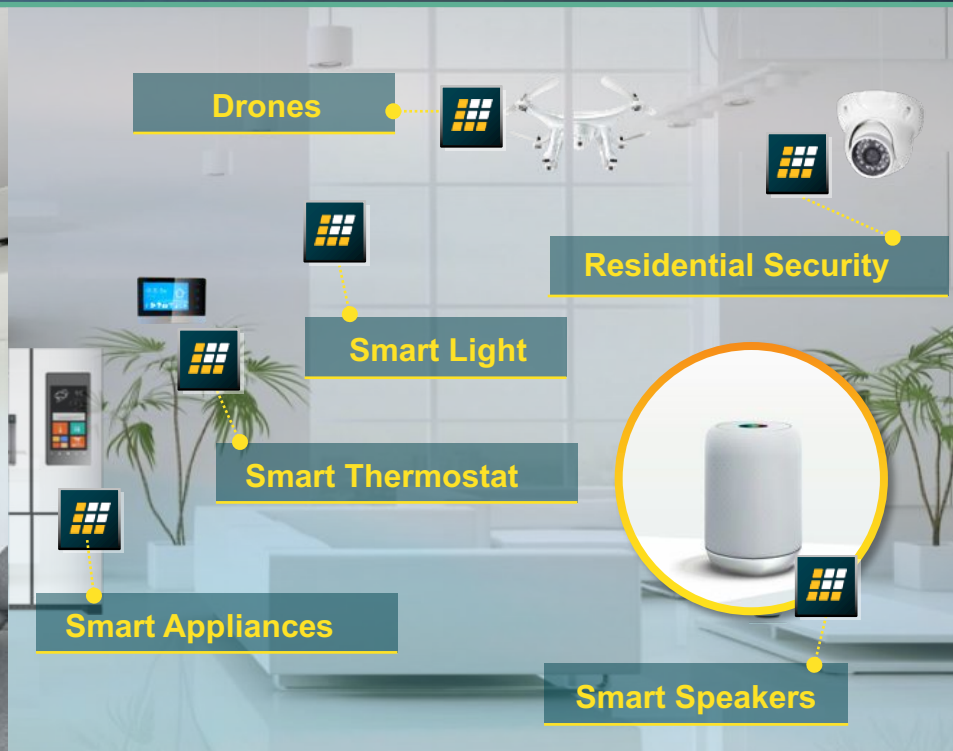 Drones
Residential Security
Smart Light
Smart Thermostat
Smart Appliances
Smart Speakers